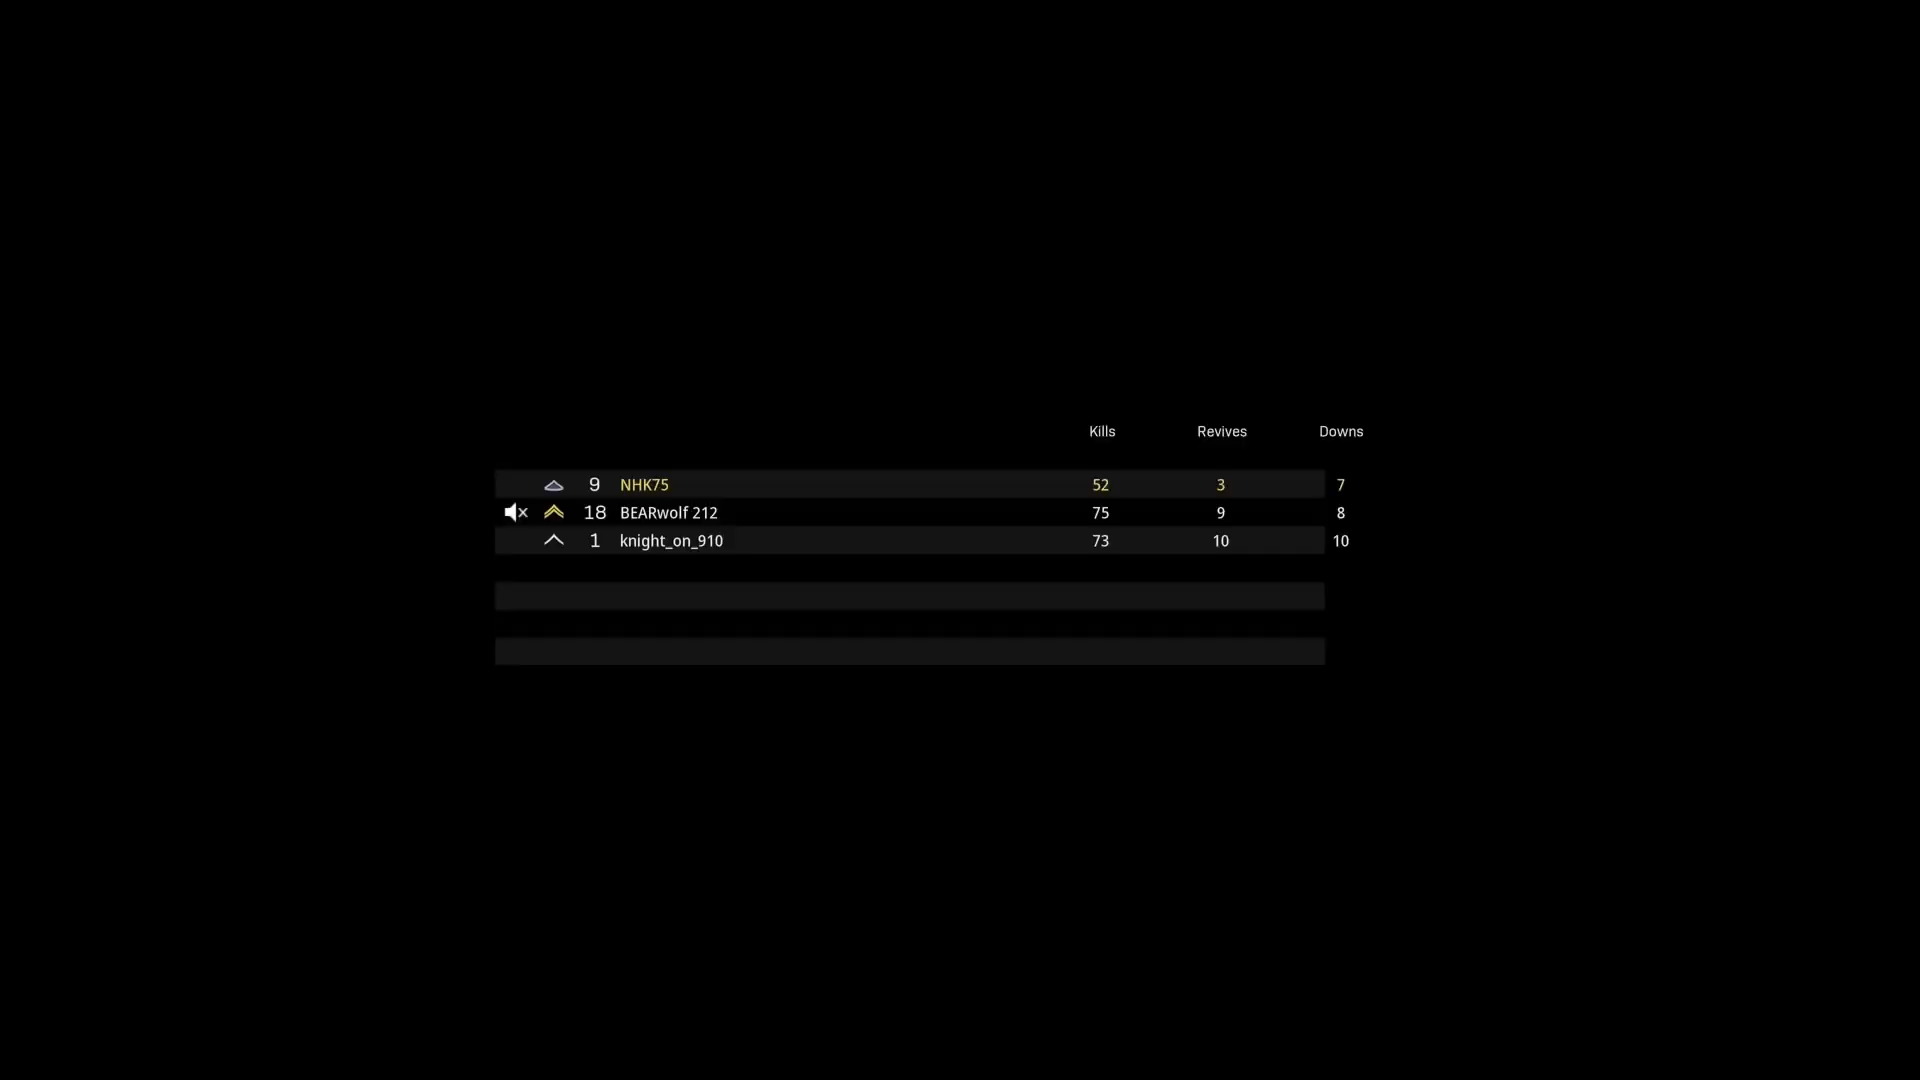 Kills Revives Downs
9 NHK75 52 3 7
18 BEARwolf 212 75 9 8
1 knight_on_910 73 10 10